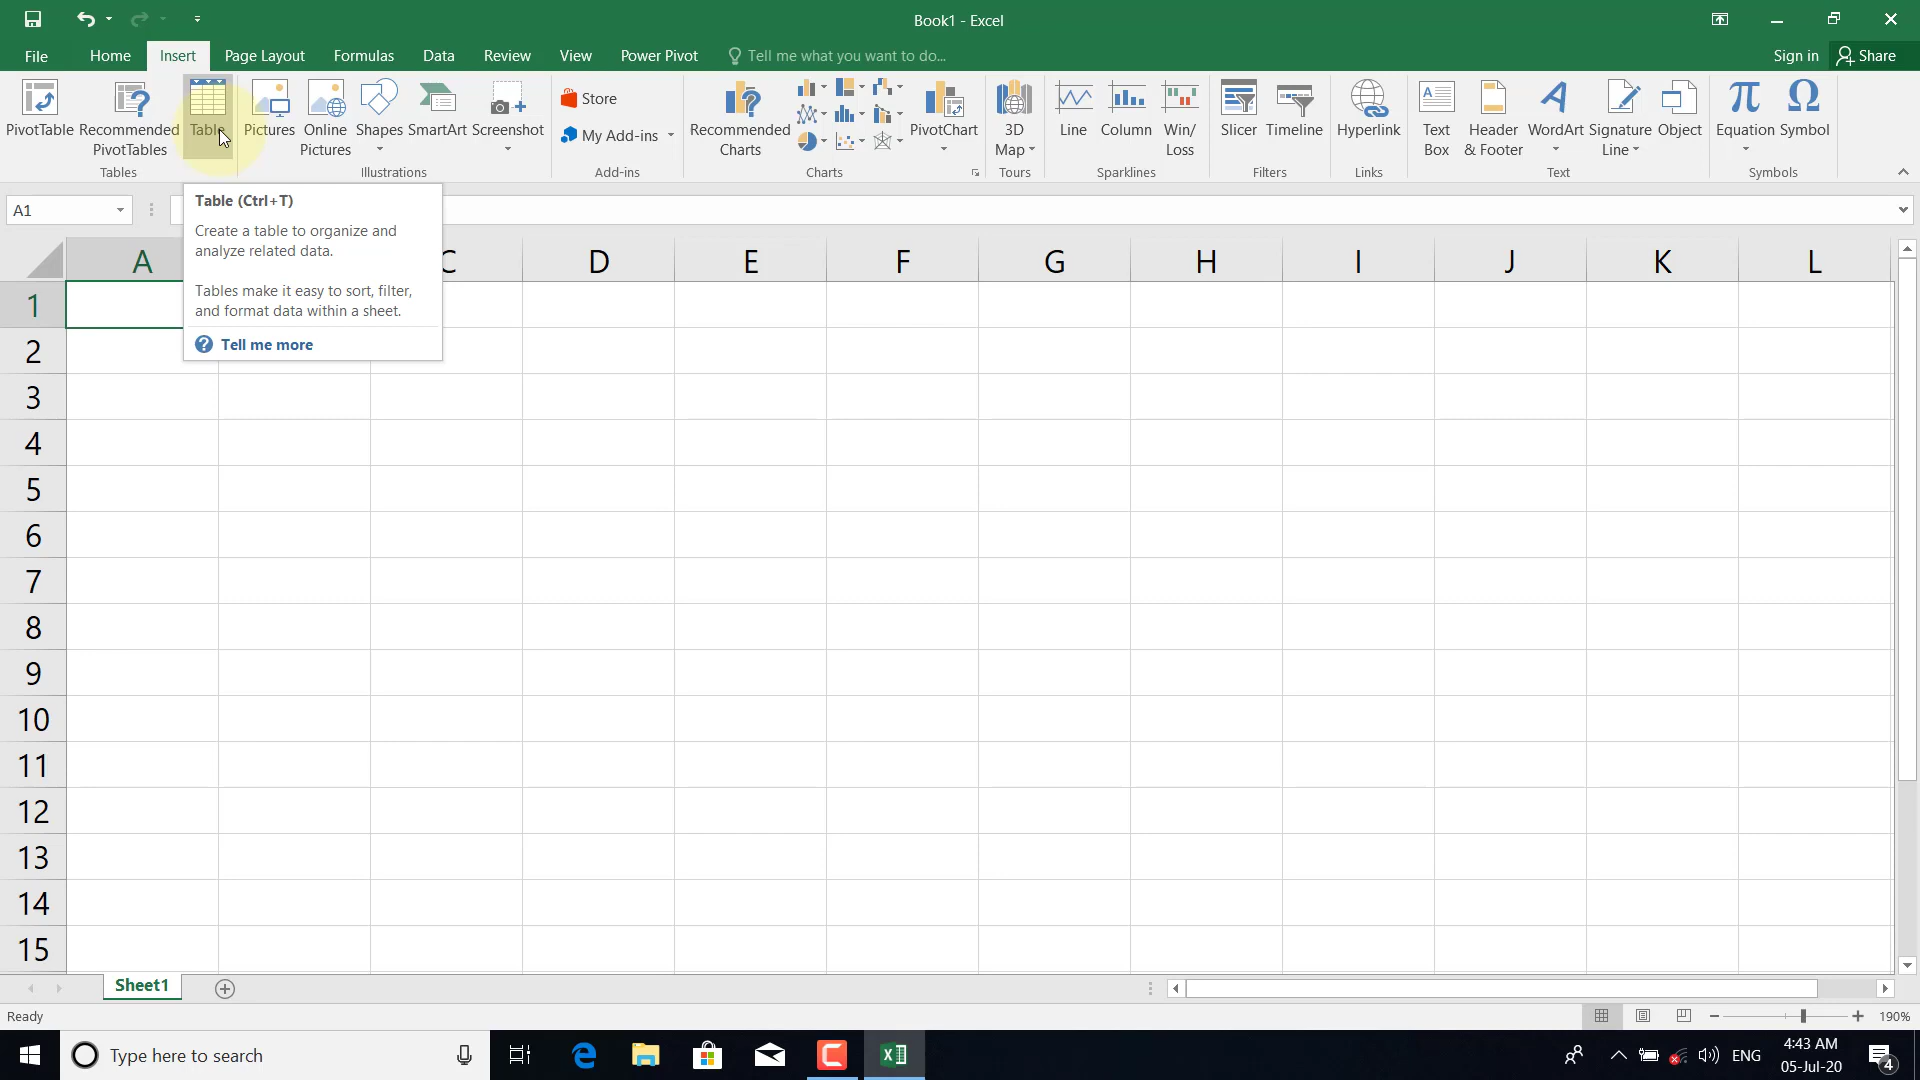 Book1 - Excel
File Home Insert Page Layout Formulas Data Review View Power Pivot Tell me what you want to do... Sign in Share
PivotTable Recommended PivotTables Table Pictures Online Pictures Shapes SmartArt Screenshot
Store
My Add-ins
Recommended Charts PivotChart 3D Map Line Column Win/ Loss Slicer Timeline Hyperlink Text Box Header & Footer WordArt Signature Line Object Equation Symbol
Tables Illustrations Add-ins Charts Tours Sparklines Filters Links Text Symbols
A1
Table (Ctrl+T)
Create a table to organize and
analyze related data.
Tables make it easy to sort, filter,
and format data within a sheet.
? Tell me more
A C D E F G H I J K L
1
2
3
4
5
6
7
8
9
10
11
12
13
14
15
Sheet1
Ready 190%
Type here to search ENG 4:43 AM
05-Jul-20 4